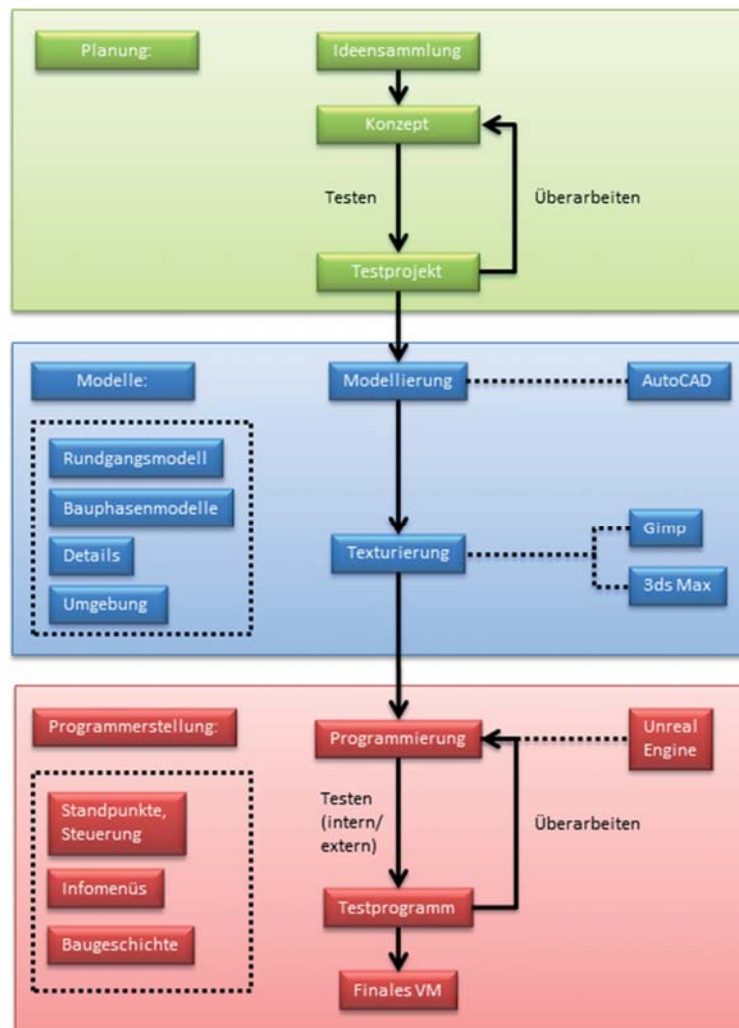 Planung:
Ideensammlung
Konzept
Testen
Überarbeiten
Testprojekt
Modelle:
Modellierung
AutoCAD
Rundgangsmodell
Bauphasenmodelle
Details
Umgebung
Texturierung
Gimp
3ds Max
Programmerstellung:
Programmierung
Unreal
Engine
Standpunkte,
Steuerung
Infomenüs
Baugeschichte
Testen
(intern/
extern)
Überarbeiten
Testprogramm
Finales VM